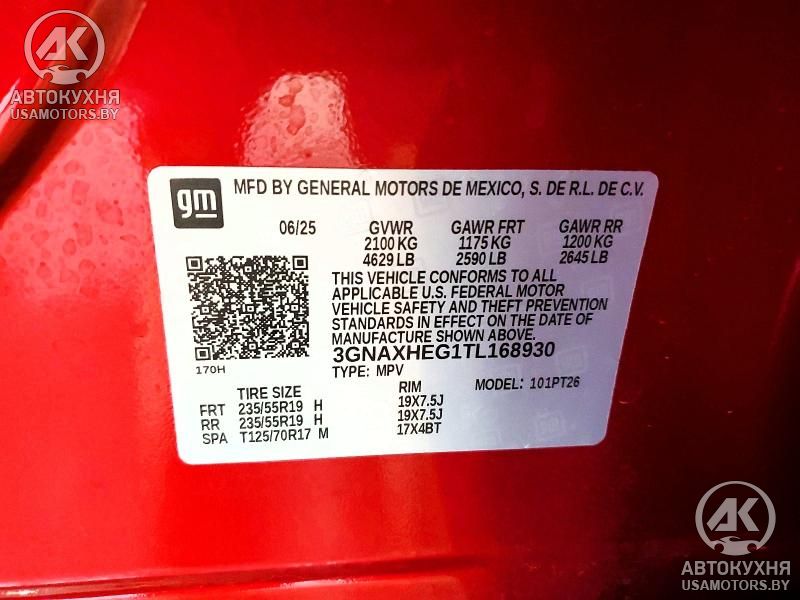 AK
АВТОКУХНЯ
USAMOTORS.BY
gm
MFD BY GENERAL MOTORS DE MEXICO, S. DE R.L. DE C.V.
06/25 GVWR GAWR FRT GAWR RR
2100 KG 1175 KG 1200 KG
4629 LB 2590 LB 2645 LB
THIS VEHICLE CONFORMS TO ALL
APPLICABLE U.S. FEDERAL MOTOR
VEHICLE SAFETY AND THEFT PREVENTION
STANDARDS IN EFFECT ON THE DATE OF
MANUFACTURE SHOWN ABOVE.
3GNAXHEG1TL168930
170H
TYPE: MPV MODEL: 101PT26
TIRE SIZE RIM
FRT 235/55R19 H 19X7.5J
RR 235/55R19 H 19X7.5J
SPA T125/70R17 M 17X4BT
AK
АВТОКУХНЯ
USAMOTORS.BY